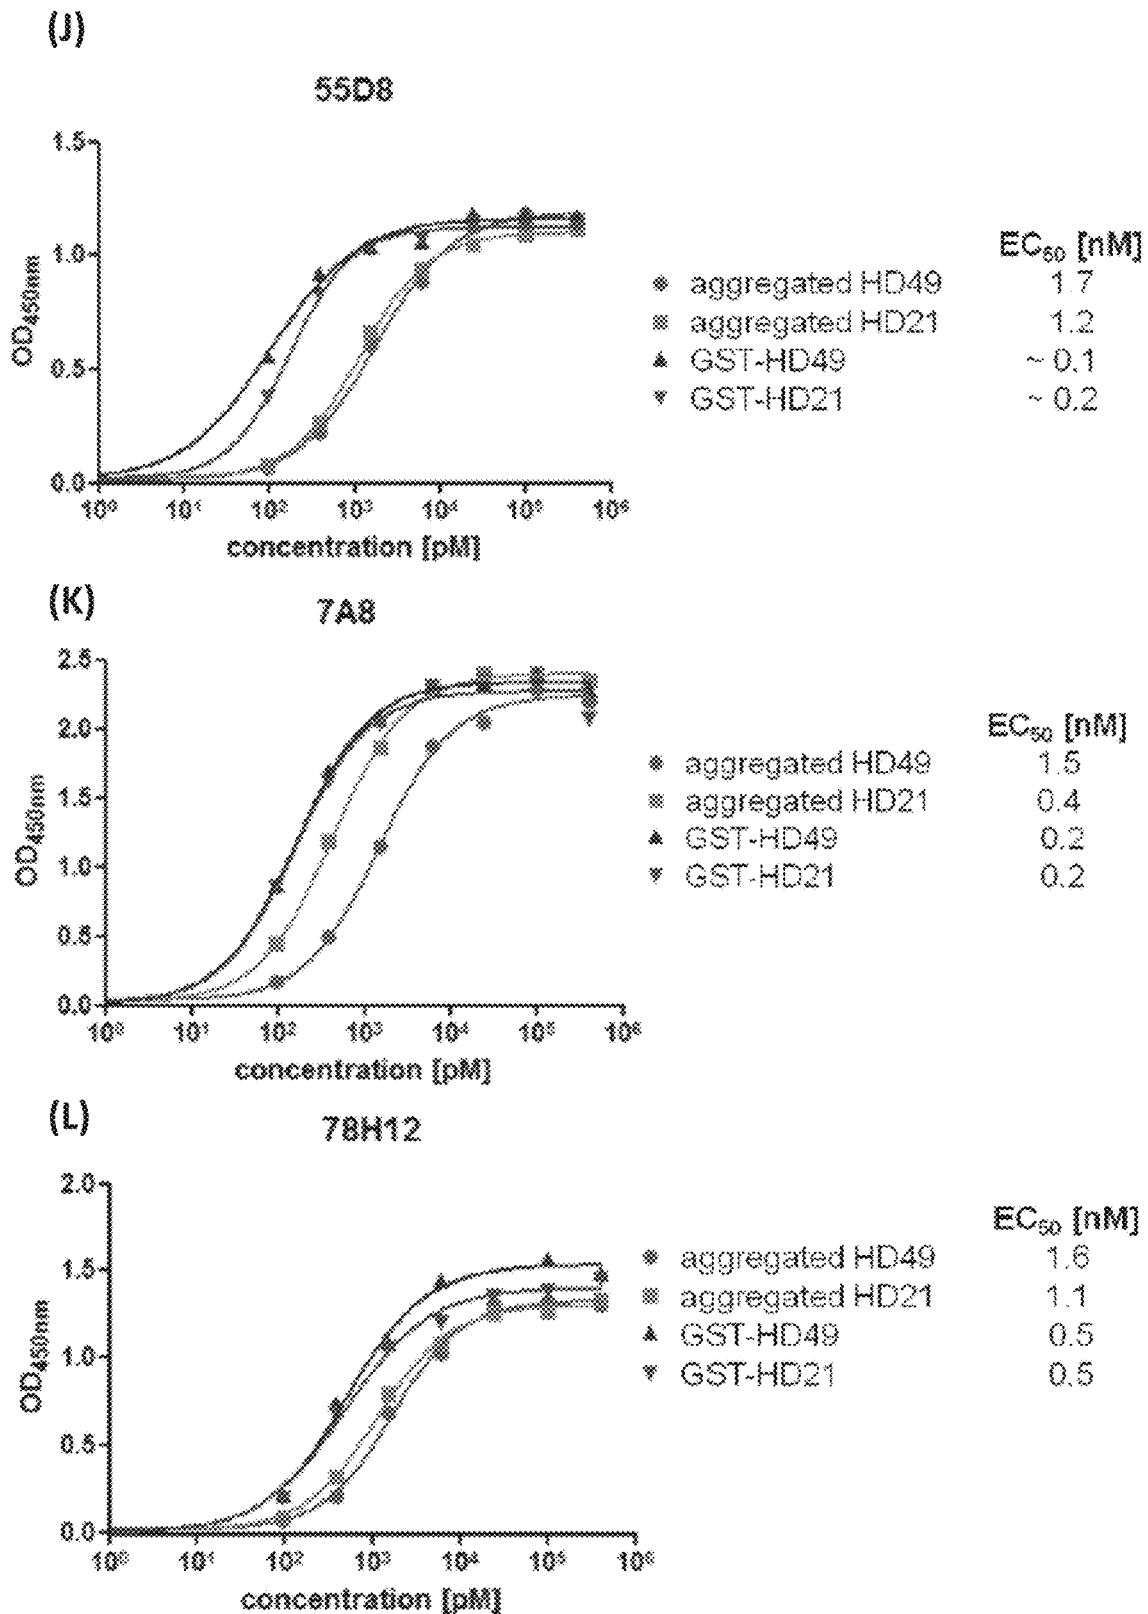 (J)
55D8
1.5
1.0
0.5
0.0
OD450nm
10⁰ 10¹ 10² 10³ 10⁴ 10⁵ 10⁶
concentration [pM]
EC₅₀ [nM]
aggregated HD49 1.7
aggregated HD21 1.2
GST-HD49 ~ 0.1
GST-HD21 ~ 0.2
(K)
7A8
2.5
2.0
1.5
1.0
0.5
0.0
OD450nm
10⁰ 10¹ 10² 10³ 10⁴ 10⁵ 10⁶
concentration [pM]
EC₅₀ [nM]
aggregated HD49 1.5
aggregated HD21 0.4
GST-HD49 0.2
GST-HD21 0.2
(L)
78H12
2.0
1.5
1.0
0.5
0.0
OD450nm
10⁰ 10¹ 10² 10³ 10⁴ 10⁵ 10⁶
concentration [pM]
EC₅₀ [nM]
aggregated HD49 1.6
aggregated HD21 1.1
GST-HD49 0.5
GST-HD21 0.5